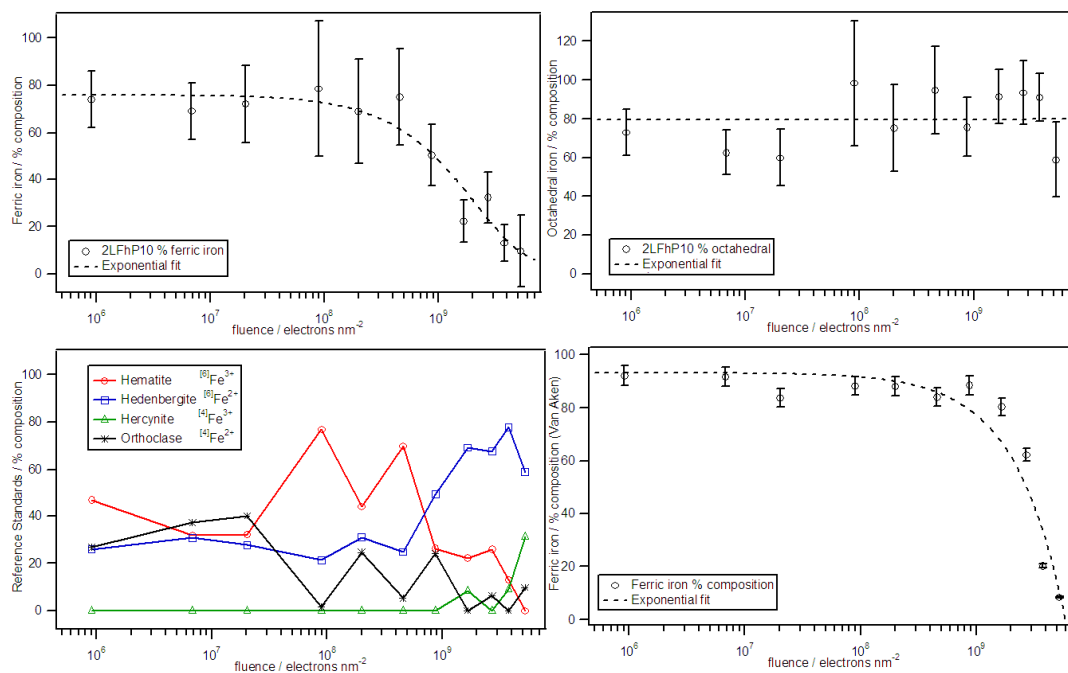 Ferric iron / % composition
100
80
60
40
20
0
2LFhP10 % ferric iron
Exponential fit
10^6
10^7
10^8
10^9
fluence / electrons nm^-2
Octahedral iron / % composition
120
100
80
60
40
20
0
2LFhP10 % octahedral
Exponential fit
10^6
10^7
10^8
10^9
fluence / electrons nm^-2
Reference Standards / % composition
100
80
60
40
20
0
Hematite [6]Fe3+
Hedenbergite [6]Fe2+
Hercynite [4]Fe3+
Orthoclase [4]Fe2+
10^6
10^7
10^8
10^9
fluence / electrons nm^-2
Ferric iron / % composition (Van Aken)
100
80
60
40
20
0
Ferric iron % composition
Exponential fit
10^6
10^7
10^8
10^9
fluence / electrons nm^-2